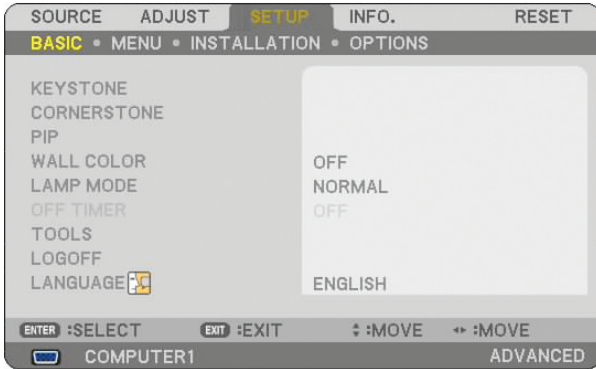 SOURCE ADJUST SETUP INFO. RESET
BASIC • MENU • INSTALLATION • OPTIONS
KEYSTONE
CORNERSTONE
PIP
WALL COLOR OFF
LAMP MODE NORMAL
OFF TIMER OFF
TOOLS
LOGOFF
LANGUAGE ENGLISH
ENTER :SELECT EXIT :EXIT :MOVE :MOVE
COMPUTER1 ADVANCED